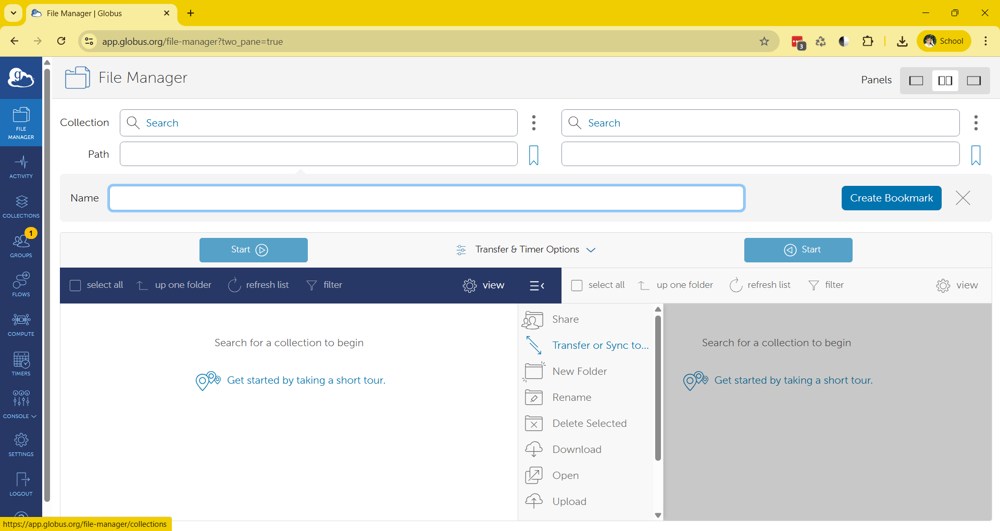 File Manager | Globus
app.globus.org/file-manager?two_pane=true
3
School
g
File Manager
Panels
FILE
MANAGER
ACTIVITY
COLLECTIONS
1
GROUPS
FLOWS
COMPUTE
TIMERS
CONSOLE
SETTINGS
LOGOUT
Collection
Search
Search
Path
Name
Create Bookmark
Start
Transfer & Timer Options
Start
select all
up one folder
refresh list
filter
view
select all
up one folder
refresh list
filter
view
Search for a collection to begin
Get started by taking a short tour.
Share
Transfer or Sync to...
New Folder
Rename
Delete Selected
Download
Open
Upload
Search for a collection to begin
Get started by taking a short tour.
https://app.globus.org/file-manager/collections